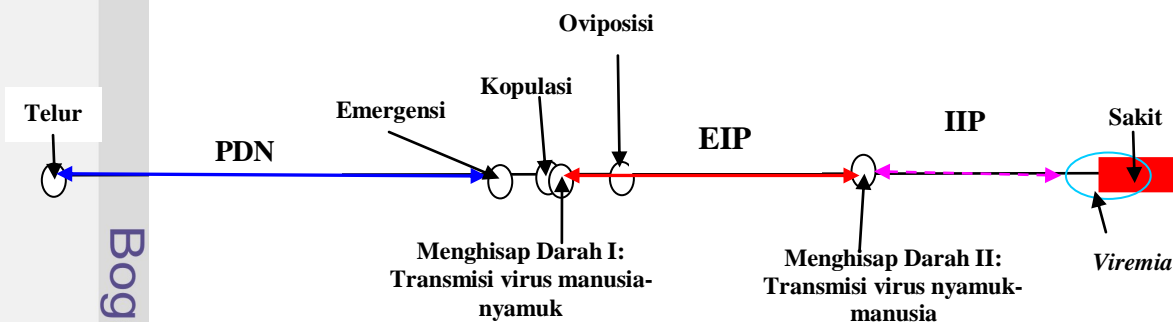 Oviposisi
Kopulasi
Telur
Emergensi
Sakit
PDN
EIP
IIP
Menghisap Darah I:
Transmisi virus manusia-
nyamuk
Menghisap Darah II:
Transmisi virus nyamuk-
manusia
Viremia
Bog